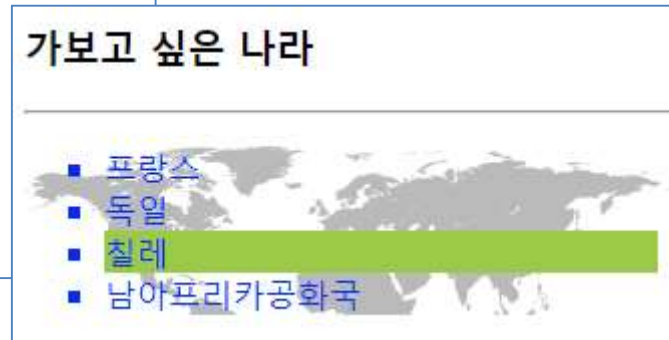 가보고 싶은 나라
프랑스
독일
칠레
남아프리카공화국